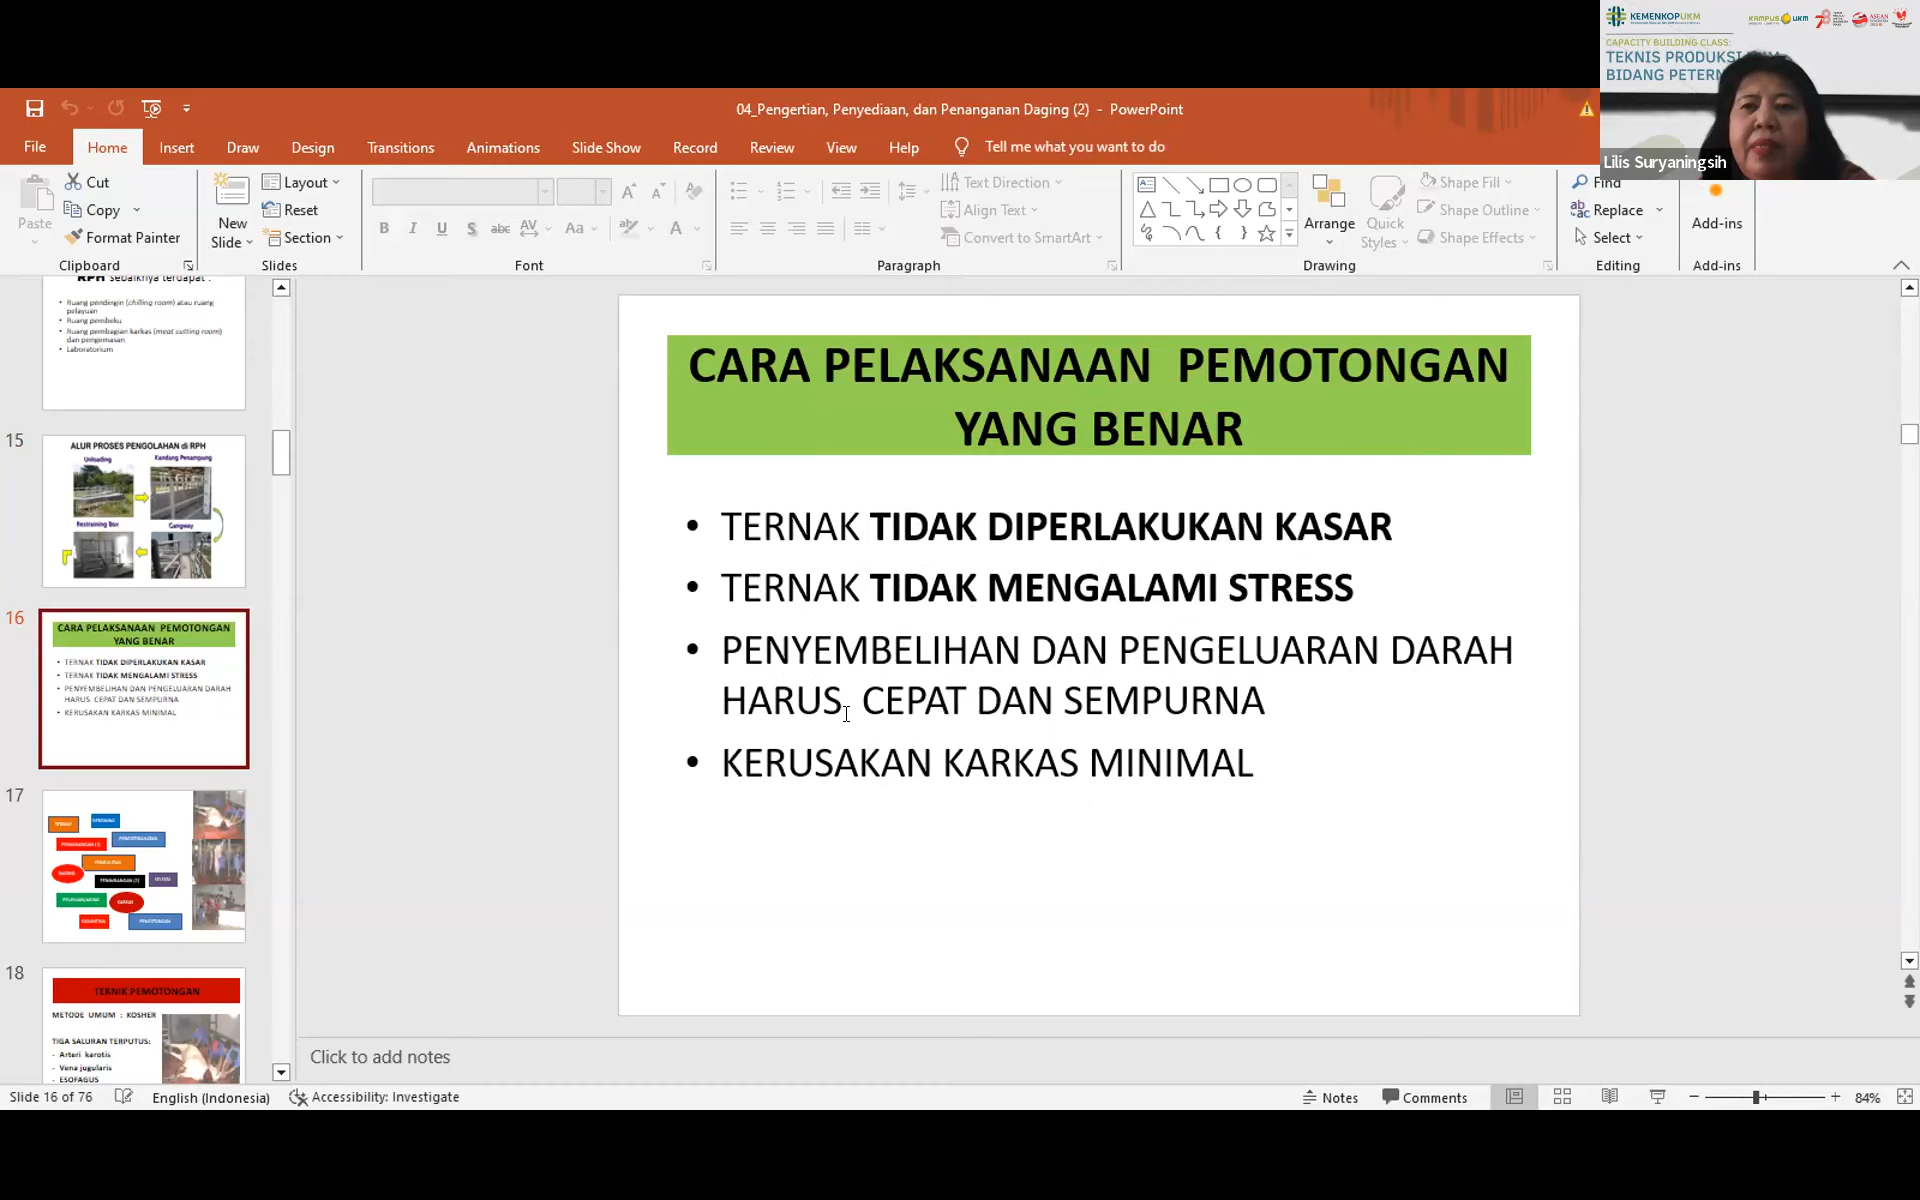 KEMENKOPUKM
KAMPUS UKM
CAPACITY BUILDING CLASS:
TEKNIS PRODUKSI
BIDANG PETERN
Lilis Suryaningsih
04_Pengertian, Penyediaan, dan Penanganan Daging (2) - PowerPoint
File
Home
Insert
Draw
Design
Transitions
Animations
Slide Show
Record
Review
View
Help
Tell me what you want to do
Paste
Cut
Copy
Format Painter
Clipboard
New
Slide
Layout
Reset
Section
Slides
B I U S abc AV Aa A
Font
Text Direction
Align Text
Convert to SmartArt
Paragraph
Arrange
Quick
Styles
Shape Fill
Shape Outline
Shape Effects
Drawing
Find
Replace
Select
Editing
Add-ins
Add-ins
RPH sebaiknya terdapat :
• Ruang pendingin (chilling room) atau ruang
pelayuan
• Ruang pembeku
• Ruang pembagian karkas (meat cutting room)
dan pengemasan
• Laboratorium
15
ALUR PROSES PENGOLAHAN di RPH
Unloading
Kandang Penampung
Restraining Box
Gangway
16
CARA PELAKSANAAN PEMOTONGAN
YANG BENAR
• TERNAK TIDAK DIPERLAKUKAN KASAR
• TERNAK TIDAK MENGALAMI STRESS
• PENYEMBELIHAN DAN PENGELUARAN DARAH
HARUS CEPAT DAN SEMPURNA
• KERUSAKAN KARKAS MINIMAL
17
18
TEKNIK PEMOTONGAN
METODE UMUM : KOSHER
TIGA SALURAN TERPUTUS:
- Arteri karotis
- Vena jugularis
- ESOFAGUS
CARA PELAKSANAAN PEMOTONGAN
YANG BENAR
• TERNAK TIDAK DIPERLAKUKAN KASAR
• TERNAK TIDAK MENGALAMI STRESS
• PENYEMBELIHAN DAN PENGELUARAN DARAH
HARUS CEPAT DAN SEMPURNA
• KERUSAKAN KARKAS MINIMAL
Click to add notes
Slide 16 of 76
English (Indonesia)
Accessibility: Investigate
Notes
Comments
84%